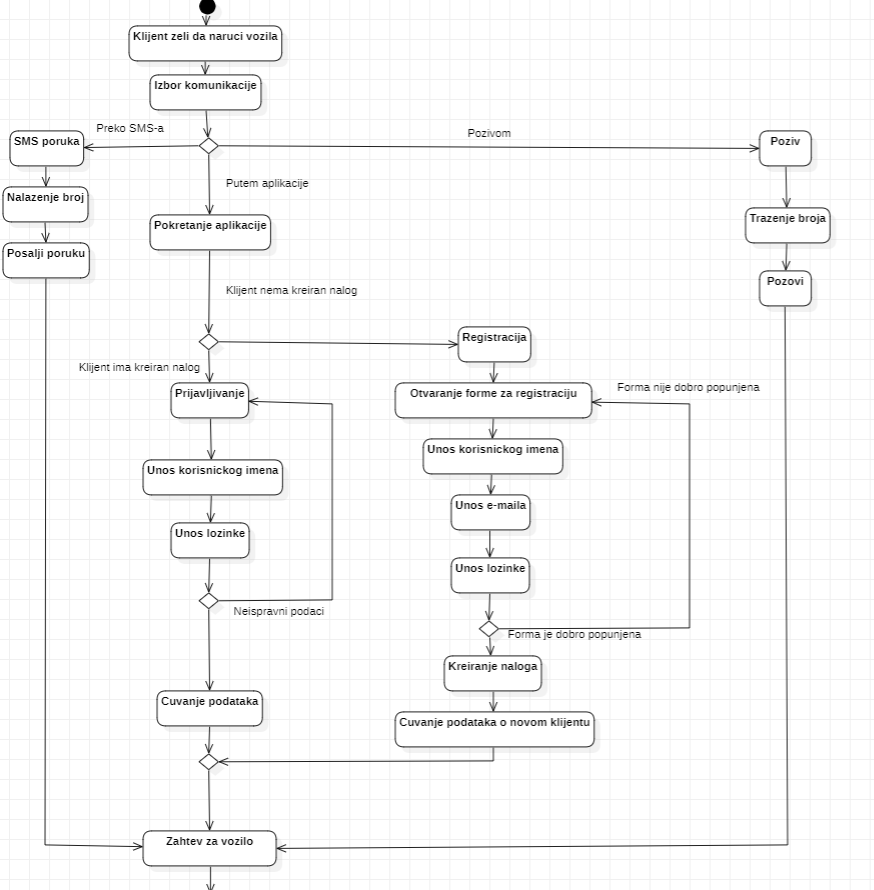 Klijent zeli da naruci vozila
Izbor komunikacije
Preko SMS-a
Pozivom
SMS poruka
Poziv
Putem aplikacije
Nalazenje broj
Pokretanje aplikacije
Trazenje broja
Posalji poruku
Pozovi
Klijent nema kreiran nalog
Registracija
Klijent ima kreiran nalog
Prijavljivanje
Otvaranje forme za registraciju
Forma nije dobro popunjena
Unos korisnickog imena
Unos korisnickog imena
Unos e-maila
Unos lozinke
Unos lozinke
Neispravni podaci
Forma je dobro popunjena
Kreiranje naloga
Cuvanje podataka
Cuvanje podataka o novom klijentu
Zahtev za vozilo